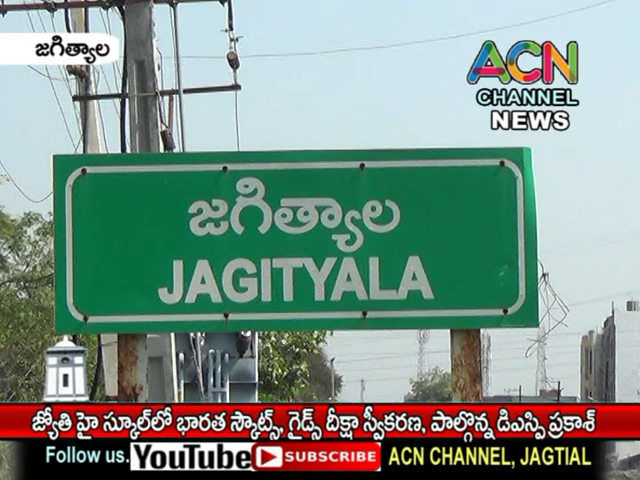 జగిత్యాల
ACN
CHANNEL
NEWS
జగిత్యాల
JAGITYALA
జ్యోతి హై స్కూల్‌లో భారత స్కౌట్స్, గైడ్స్ దీక్షా స్వీకరణ, పాల్గొన్న డిఎస్పి ప్రకాశ్
Follow us. YouTube SUBSCRIBE ACN CHANNEL, JAGTIAL